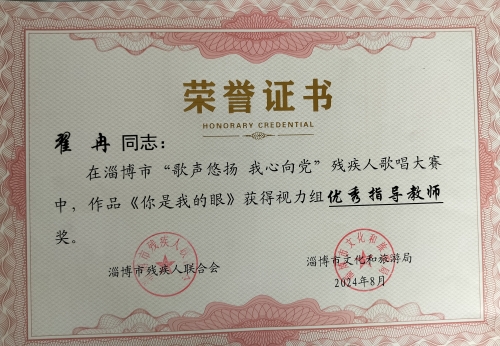 荣誉证书
HONORARY CREDENTIAL
翟冉同志：
在淄博市“歌声悠扬 我心向党”残疾人歌唱大赛
中，作品《你是我的眼》获得视力组优秀指导教师
奖。
淄博市残疾人联合会 淄博市文化和旅游局
2024年8月